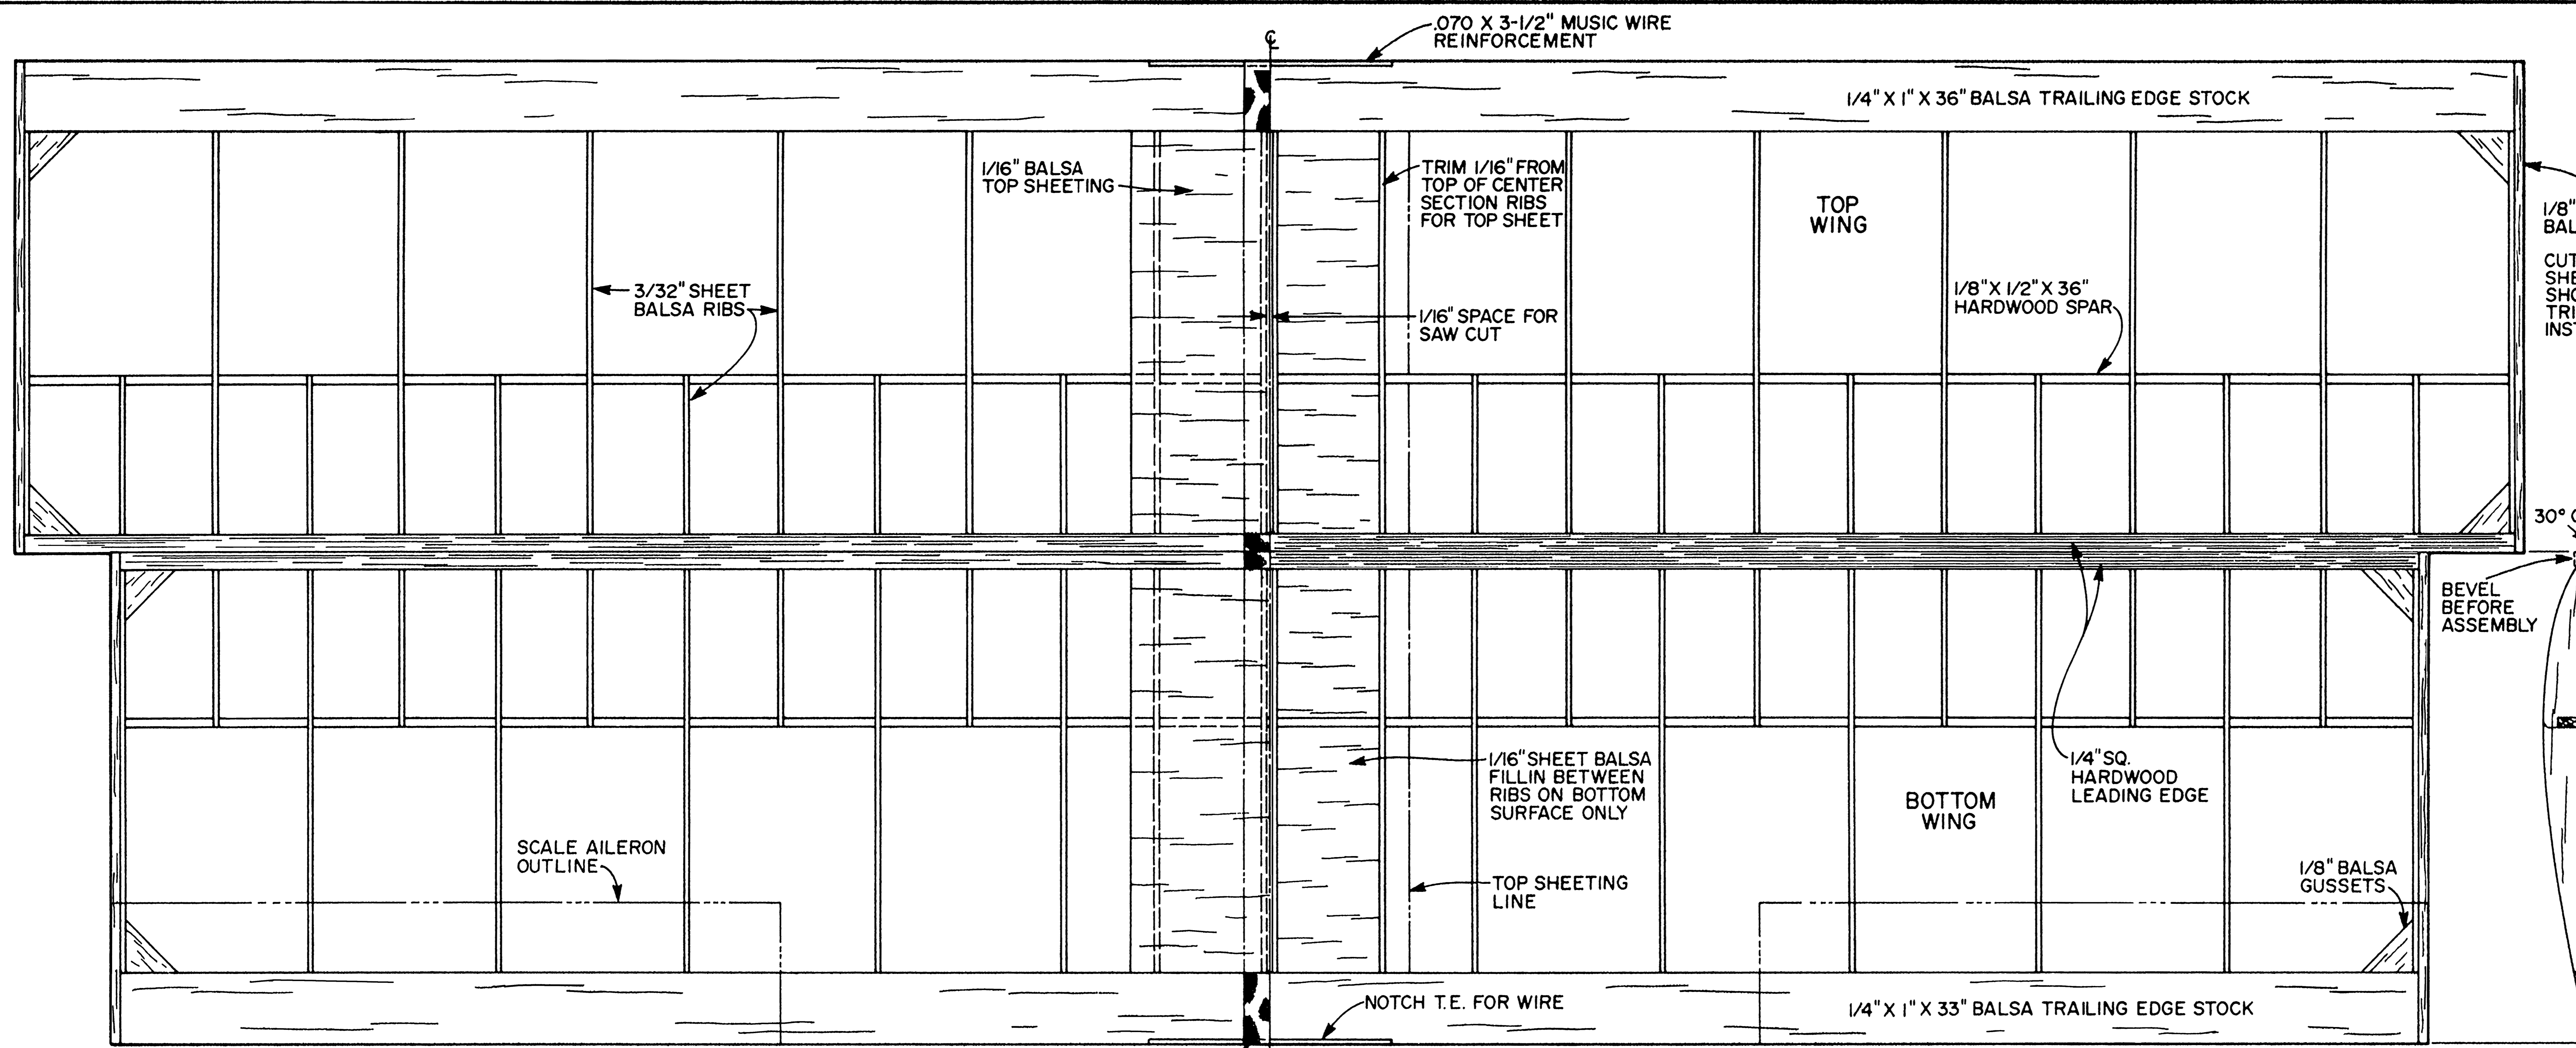 .070 X 3-1/2" MUSIC WIRE
REINFORCEMENT
℄
1/4" X 1" X 36" BALSA TRAILING EDGE STOCK
1/16" BALSA
TOP SHEETING
TRIM 1/16" FROM
TOP OF CENTER
SECTION RIBS
FOR TOP SHEET
TOP
WING
1/8"
3/32" SHEET
BALSA RIBS
1/16" SPACE FOR
SAW CUT
1/8" X 1/2" X 36"
HARDWOOD SPAR
30°
BEVEL
BEFORE
ASSEMBLY
1/16" SHEET BALSA
FILLIN BETWEEN
RIBS ON BOTTOM
SURFACE ONLY
1/4" SQ.
HARDWOOD
LEADING EDGE
BOTTOM
WING
SCALE AILERON
OUTLINE
TOP SHEETING
LINE
1/8" BALSA
GUSSETS
NOTCH T.E. FOR WIRE
1/4" X 1" X 33" BALSA TRAILING EDGE STOCK